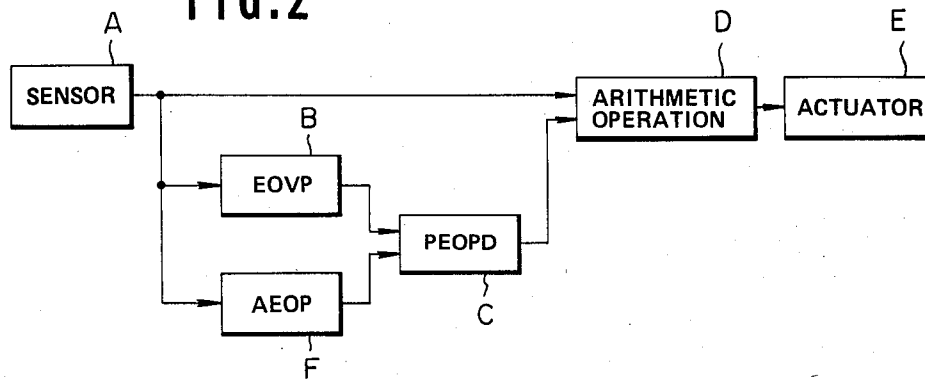 FIG.2
A
D
E
SENSOR
ARITHMETIC
OPERATION
ACTUATOR
B
EOVP
PEOPD
C
AEOP
F